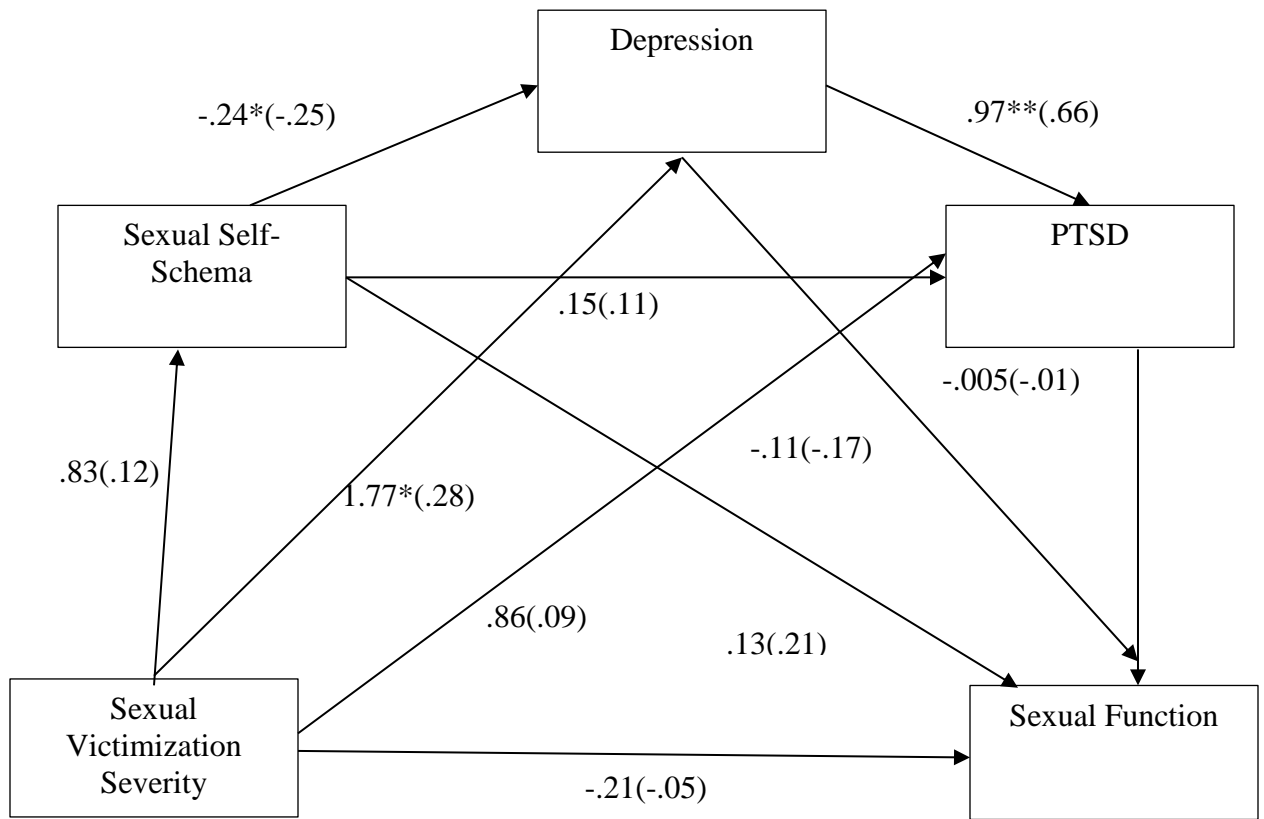 Depression
-.24*(-.25)
.97**(.66)
Sexual Self-
Schema
PTSD
.15(.11)
-.005(-.01)
-.11(-.17)
.83(.12)
1.77*(.28)
.86(.09)
.13(.21)
Sexual
Victimization
Severity
Sexual Function
-.21(-.05)